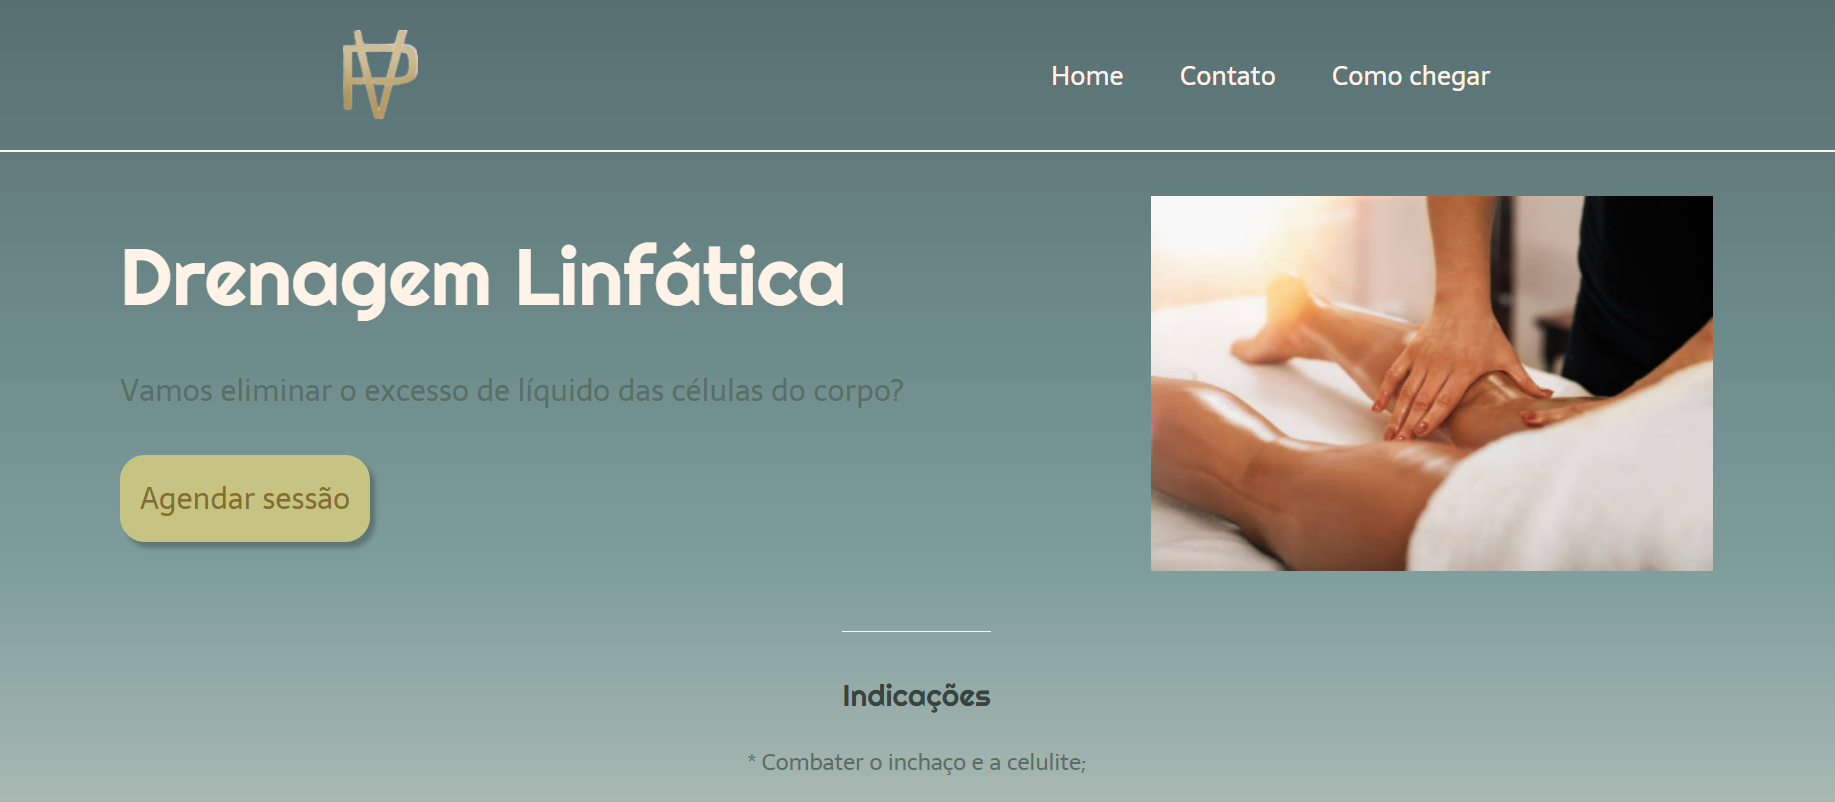 Home Contato Como chegar
Drenagem Linfática
Vamos eliminar o excesso de líquido das células do corpo?
Agendar sessão
Indicações
* Combater o inchaço e a celulite;